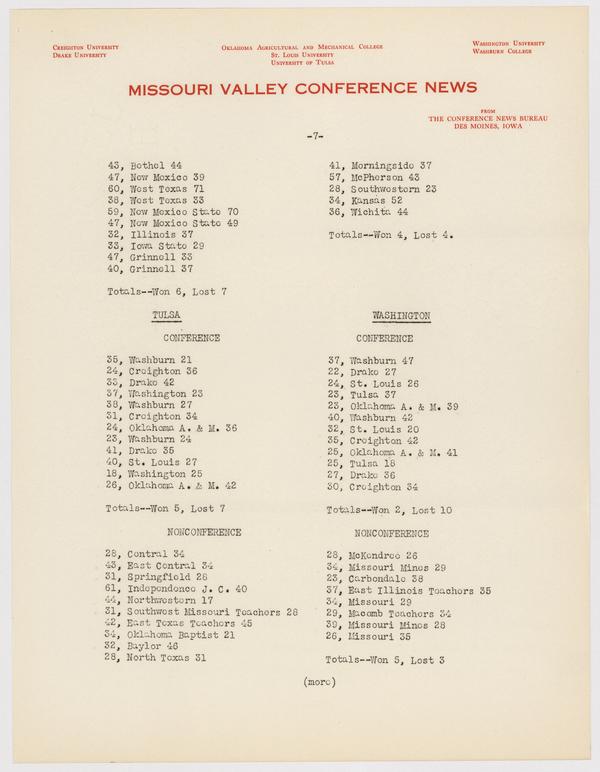 CREIGHTON UNIVERSITY
DRAKE UNIVERSITY
OKLAHOMA AGRICULTURAL AND MECHANICAL COLLEGE
ST. LOUIS UNIVERSITY
UNIVERSITY OF TULSA
WASHINGTON UNIVERSITY
WASHBURN COLLEGE
MISSOURI VALLEY CONFERENCE NEWS
FROM
THE CONFERENCE NEWS BUREAU
DES MOINES, IOWA
-7-
43, Bethel 44
47, New Mexico 39
60, West Texas 71
38, West Texas 33
59, New Mexico State 70
47, New Mexico State 49
32, Illinois 37
33, Iowa State 29
47, Grinnell 33
40, Grinnell 37
Totals--Won 6, Lost 7
41, Morningside 37
57, McPherson 43
28, Southwestern 23
34, Kansas 52
36, Wichita 44
Totals--Won 4, Lost 4.
TULSA
CONFERENCE
35, Washburn 21
24, Creighton 36
33, Drake 42
37, Washington 23
38, Washburn 27
31, Creighton 34
24, Oklahoma A. & M. 36
23, Washburn 24
41, Drake 35
40, St. Louis 27
18, Washington 25
26, Oklahoma A. & M. 42
Totals--Won 5, Lost 7
NONCONFERENCE
28, Central 34
43, East Central 34
31, Springfield 28
61, Independence J. C. 40
44, Northwestern 17
31, Southwest Missouri Teachers 28
42, East Texas Teachers 45
34, Oklahoma Baptist 21
32, Baylor 46
28, North Texas 31
WASHINGTON
CONFERENCE
37, Washburn 47
22, Drake 27
24, St. Louis 26
23, Tulsa 37
23, Oklahoma A. & M. 39
40, Washburn 42
32, St. Louis 20
35, Creighton 42
25, Oklahoma A. & M. 41
25, Tulsa 18
27, Drake 36
30, Creighton 34
Totals--Won 2, Lost 10
NONCONFERENCE
28, McKendree 26
34, Missouri Mines 29
23, Carbondale 38
37, East Illinois Teachers 35
34, Missouri 29
29, Macomb Teachers 34
39, Missouri Mines 28
26, Missouri 35
Totals--Won 5, Lost 3
(more)